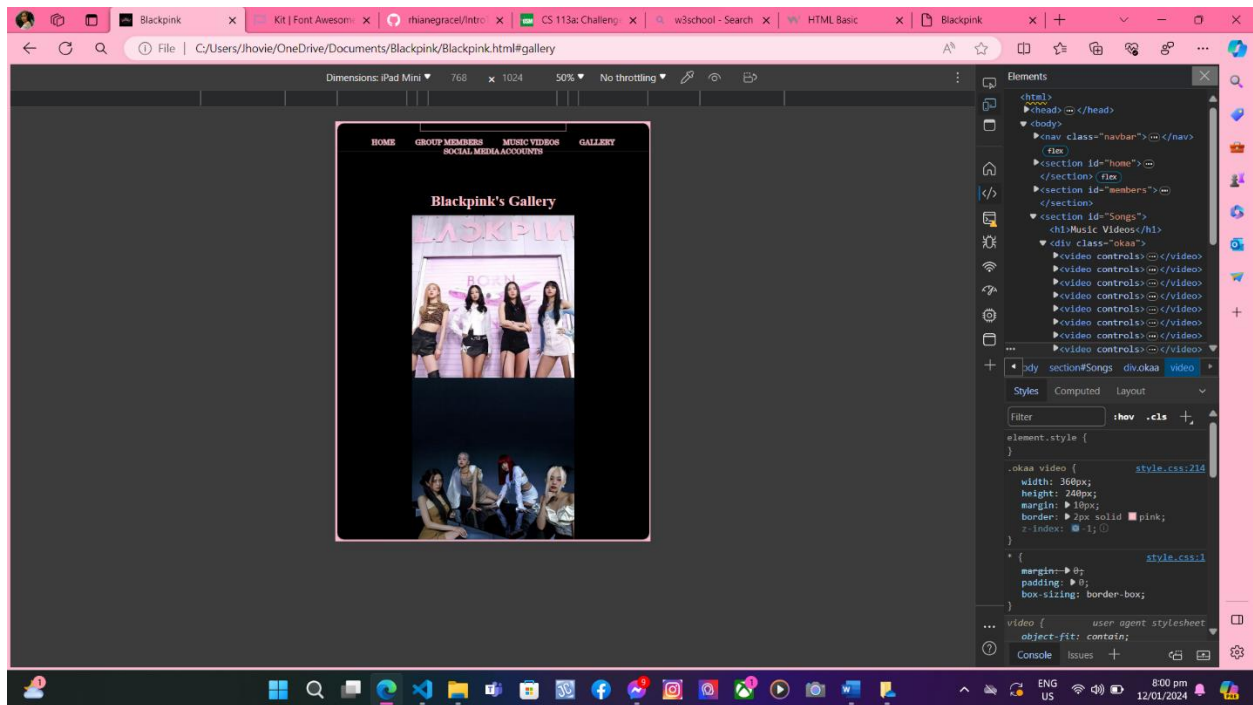 Blackpink
Kit | Font Awesom
rhianegracel/Intro
CS 113a: Challeng
w3school - Search
HTML Basic
Blackpink
File | C:/Users/Jhovie/OneDrive/Documents/Blackpink/Blackpink.html#gallery
Dimensions: iPad Mini ▼ 768 x 1024 50% ▼ No throttling ▼
HOME GROUP MEMBERS MUSIC VIDEOS GALLERY
SOCIAL MEDIA ACCOUNTS
Blackpink's Gallery
BORN
Elements
<html>
▶<head> ⋯ </head>
▼<body>
▶<nav class="navbar"> ⋯ </nav>
flex
▶<section id="home"> ⋯
</section> flex
▶<section id="members"> ⋯
</section>
▼<section id="Songs">
<h1>Music Videos</h1>
▼<div class="okaa">
▶<video controls> ⋯ </video>
▶<video controls> ⋯ </video>
▶<video controls> ⋯ </video>
▶<video controls> ⋯ </video>
▶<video controls> ⋯ </video>
▶<video controls> ⋯ </video>
▶<video controls> ⋯ </video>
▶<video controls> ⋯ </video>
ody section#Songs div.okaa video
Styles Computed Layout
Filter :hov .cls +
element.style {
}
.okaa video { style.css:214
width: 360px;
height: 240px;
margin: ▶ 10px;
border: ▶ 2px solid pink;
z-index: -1;
}
* { style.css:1
margin: ▶ 0;
padding: ▶ 0;
box-sizing: border-box;
}
video { user agent stylesheet
object-fit: contain;
Console Issues +
ENG
US
8:00 pm
12/01/2024